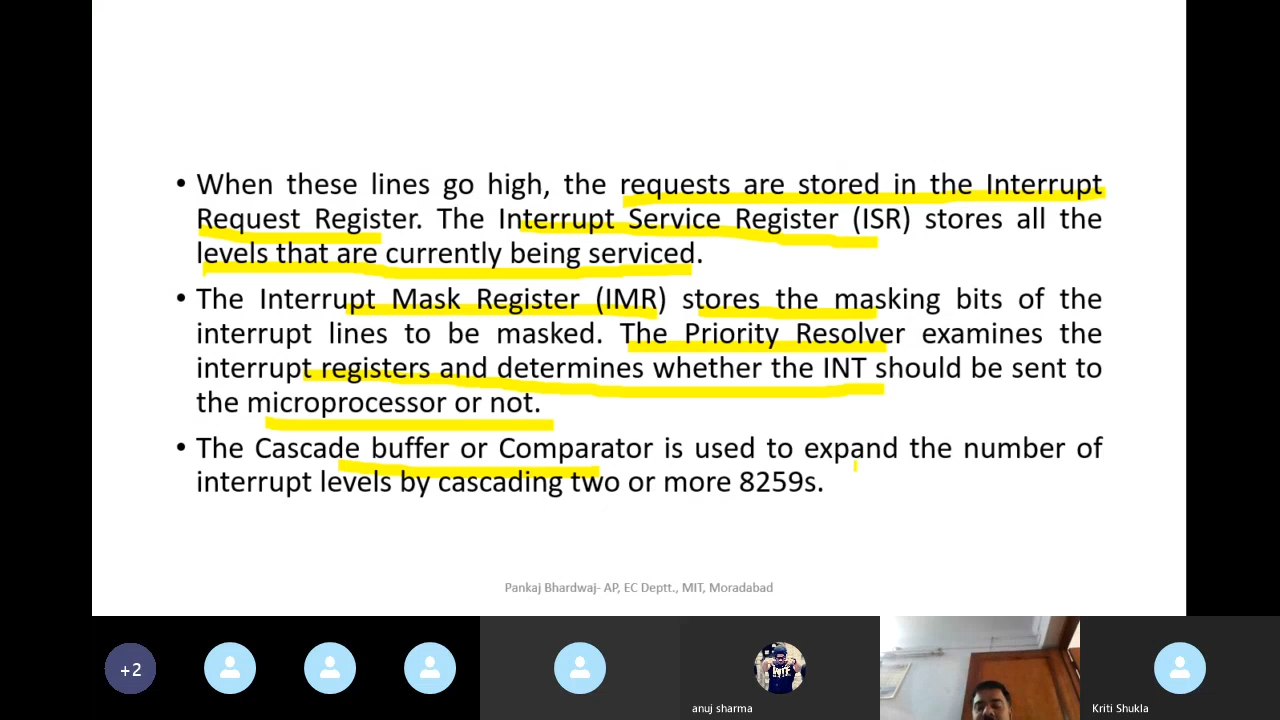 • When these lines go high, the requests are stored in the Interrupt
Request Register. The Interrupt Service Register (ISR) stores all the
levels that are currently being serviced.
• The Interrupt Mask Register (IMR) stores the masking bits of the
interrupt lines to be masked. The Priority Resolver examines the
interrupt registers and determines whether the INT should be sent to
the microprocessor or not.
• The Cascade buffer or Comparator is used to expand the number of
interrupt levels by cascading two or more 8259s.
Pankaj Bhardwaj- AP, EC Deptt., MIT, Moradabad
+2
anuj sharma
Kriti Shukla